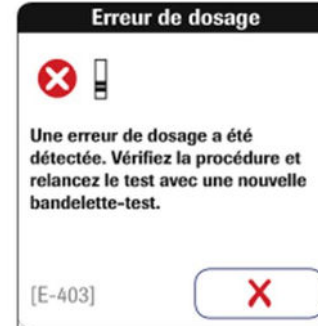 Erreur de dosage
Une erreur de dosage a été
détectée. Vérifiez la procédure et
relancez le test avec une nouvelle
bandelette-test.
[E-403]